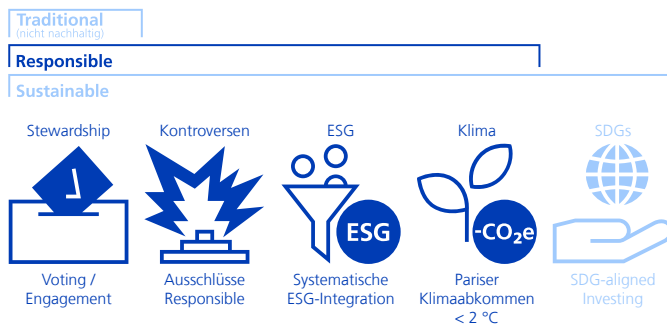 Traditional
(nicht nachhaltig)
Responsible
Sustainable
Stewardship
Kontroversen
ESG
Klima
SDGs
ESG
-CO₂e
Voting /
Engagement
Ausschlüsse
Responsible
Systematische
ESG-Integration
Pariser
Klimaabkommen
< 2 °C
SDG-aligned
Investing